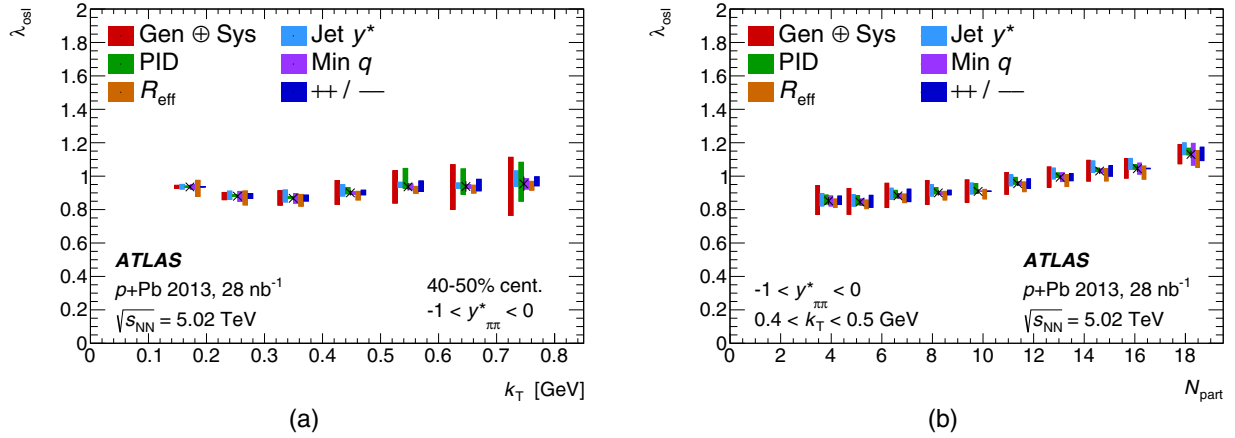 λosl
2
1.8
1.6
1.4
1.2
1
0.8
0.6
0.4
0.2
0
Gen ⊕ Sys
Jet y*
PID
Min q
Reff
++ / −−
ATLAS
p+Pb 2013, 28 nb-1
√sNN = 5.02 TeV
40-50% cent.
-1 < y*ππ < 0
0 0.1 0.2 0.3 0.4 0.5 0.6 0.7 0.8
kT [GeV]
(a)
λosl
2
1.8
1.6
1.4
1.2
1
0.8
0.6
0.4
0.2
0
Gen ⊕ Sys
Jet y*
PID
Min q
Reff
++ / −−
-1 < y*ππ < 0
0.4 < kT < 0.5 GeV
ATLAS
p+Pb 2013, 28 nb-1
√sNN = 5.02 TeV
0 2 4 6 8 10 12 14 16 18
Npart
(b)